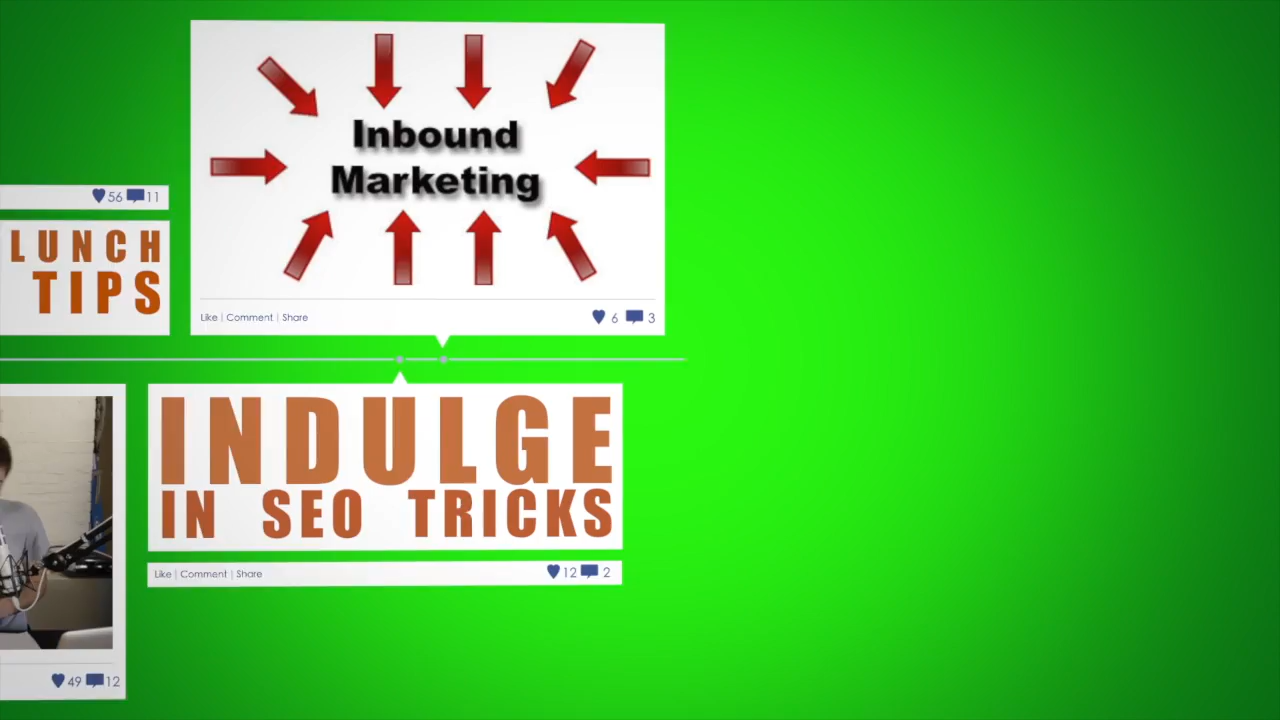 Inbound
Marketing
Like | Comment | Share
6 3
56 11
LUNCH
TIPS
INDULGE
IN SEO TRICKS
Like | Comment | Share
12 2
49 12